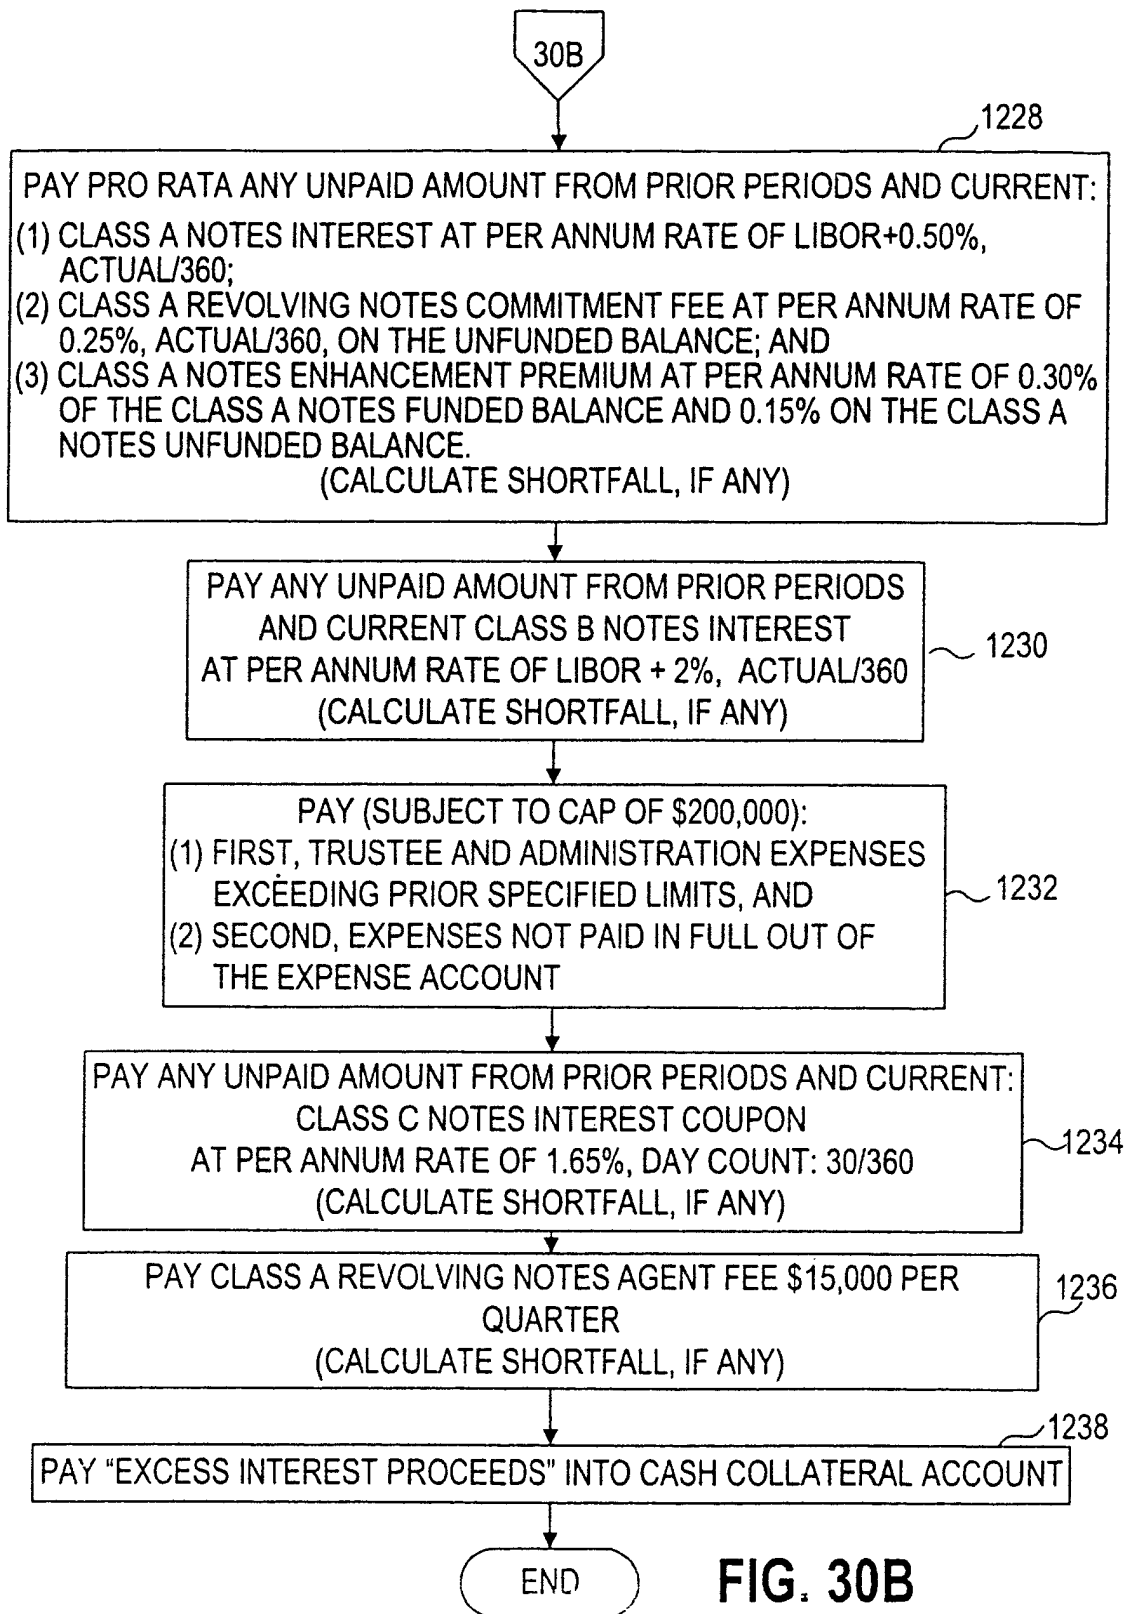 30B
1228
PAY PRO RATA ANY UNPAID AMOUNT FROM PRIOR PERIODS AND CURRENT:
(1) CLASS A NOTES INTEREST AT PER ANNUM RATE OF LIBOR+0.50%,
ACTUAL/360;
(2) CLASS A REVOLVING NOTES COMMITMENT FEE AT PER ANNUM RATE OF
0.25%, ACTUAL/360, ON THE UNFUNDED BALANCE; AND
(3) CLASS A NOTES ENHANCEMENT PREMIUM AT PER ANNUM RATE OF 0.30%
OF THE CLASS A NOTES FUNDED BALANCE AND 0.15% ON THE CLASS A
NOTES UNFUNDED BALANCE.
(CALCULATE SHORTFALL, IF ANY)
PAY ANY UNPAID AMOUNT FROM PRIOR PERIODS
AND CURRENT CLASS B NOTES INTEREST
AT PER ANNUM RATE OF LIBOR + 2%, ACTUAL/360
(CALCULATE SHORTFALL, IF ANY)
1230
PAY (SUBJECT TO CAP OF $200,000):
(1) FIRST, TRUSTEE AND ADMINISTRATION EXPENSES
EXCEEDING PRIOR SPECIFIED LIMITS, AND
(2) SECOND, EXPENSES NOT PAID IN FULL OUT OF
THE EXPENSE ACCOUNT
1232
PAY ANY UNPAID AMOUNT FROM PRIOR PERIODS AND CURRENT:
CLASS C NOTES INTEREST COUPON
AT PER ANNUM RATE OF 1.65%, DAY COUNT: 30/360
(CALCULATE SHORTFALL, IF ANY)
1234
PAY CLASS A REVOLVING NOTES AGENT FEE $15,000 PER
QUARTER
(CALCULATE SHORTFALL, IF ANY)
1236
1238
PAY "EXCESS INTEREST PROCEEDS" INTO CASH COLLATERAL ACCOUNT
END
FIG. 30B